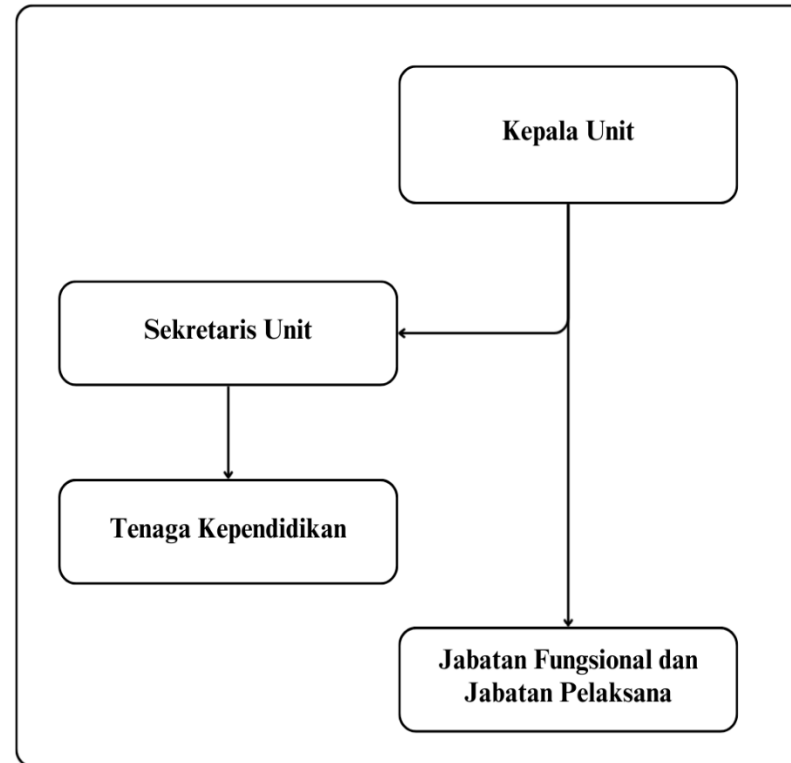 Kepala Unit
Sekretaris Unit
Tenaga Kependidikan
Jabatan Fungsional dan
Jabatan Pelaksana